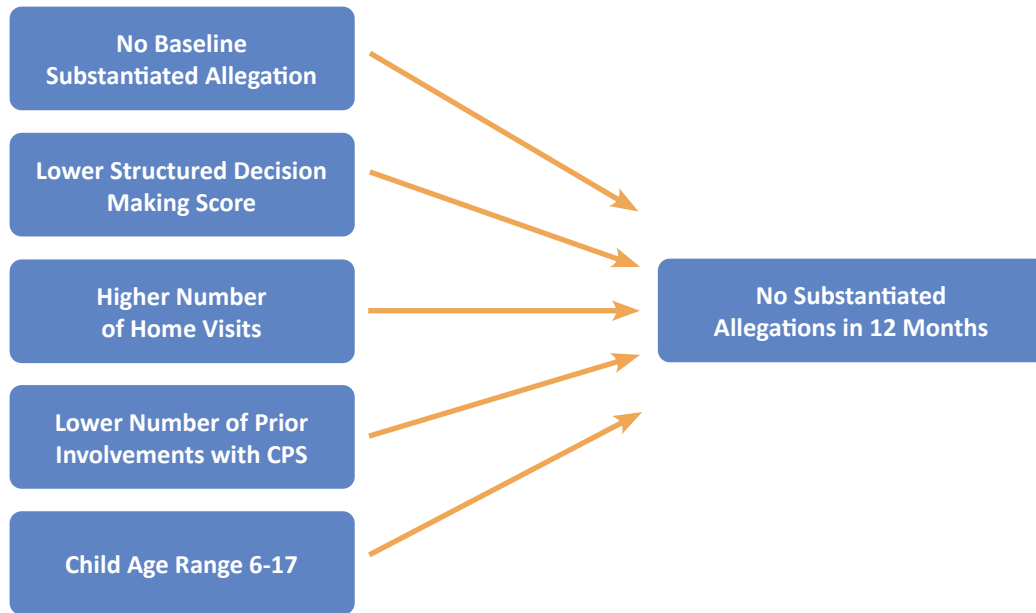 No Baseline
Substantiated Allegation
Lower Structured Decision
Making Score
Higher Number
of Home Visits
Lower Number of Prior
Involvements with CPS
Child Age Range 6-17
No Substantiated
Allegations in 12 Months